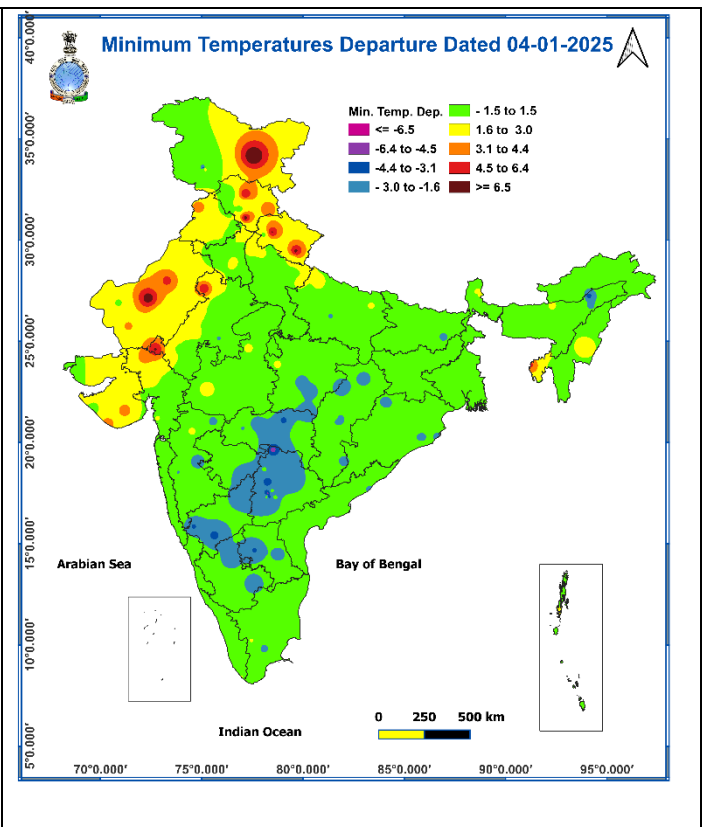 Minimum Temperatures Departure Dated 04-01-2025
Min. Temp. Dep.
<= -6.5
-6.4 to -4.5
-4.4 to -3.1
- 3.0 to -1.6
- 1.5 to 1.5
1.6 to 3.0
3.1 to 4.4
4.5 to 6.4
>= 6.5
40°0.000′
35°0.000′
30°0.000′
25°0.000′
20°0.000′
15°0.000′
10°0.000′
5°0.000′
Arabian Sea
Bay of Bengal
Indian Ocean
0 250 500 km
70°0.000′ 75°0.000′ 80°0.000′ 85°0.000′ 90°0.000′ 95°0.000′